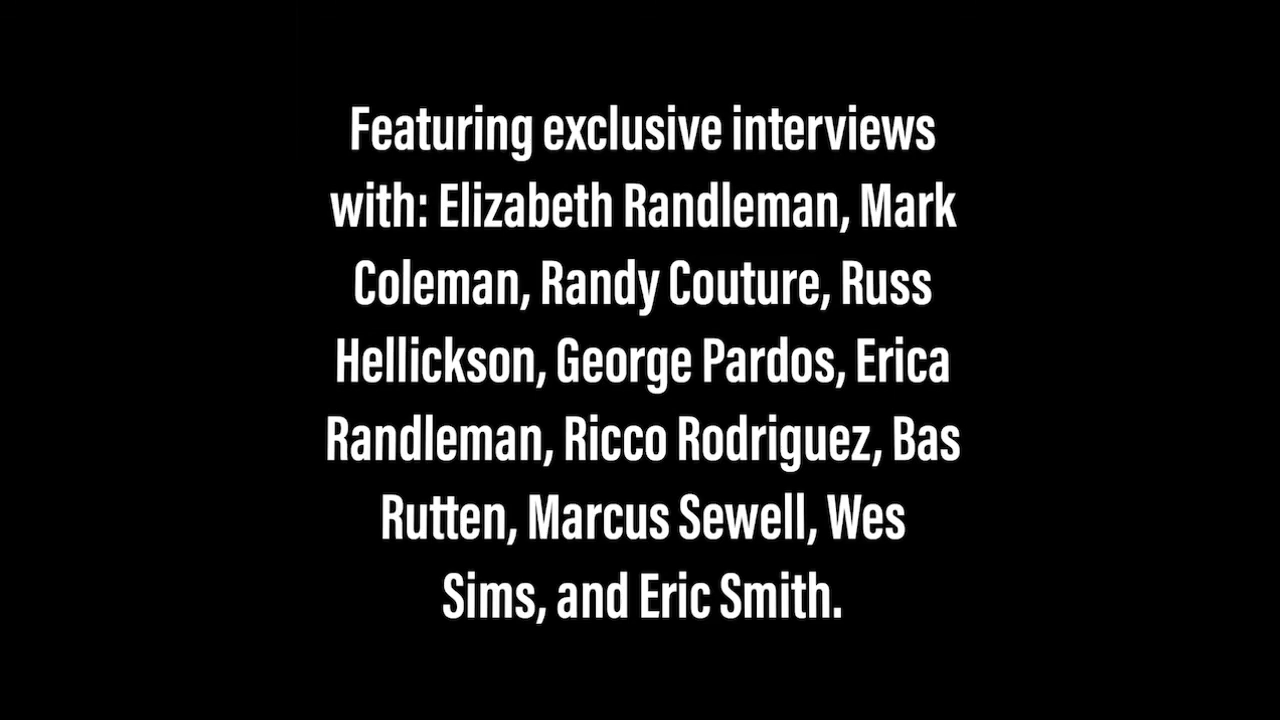 Featuring exclusive interviews
with: Elizabeth Randleman, Mark
Coleman, Randy Couture, Russ
Hellickson, George Pardos, Erica
Randleman, Ricco Rodriguez, Bas
Rutten, Marcus Sewell, Wes
Sims, and Eric Smith.